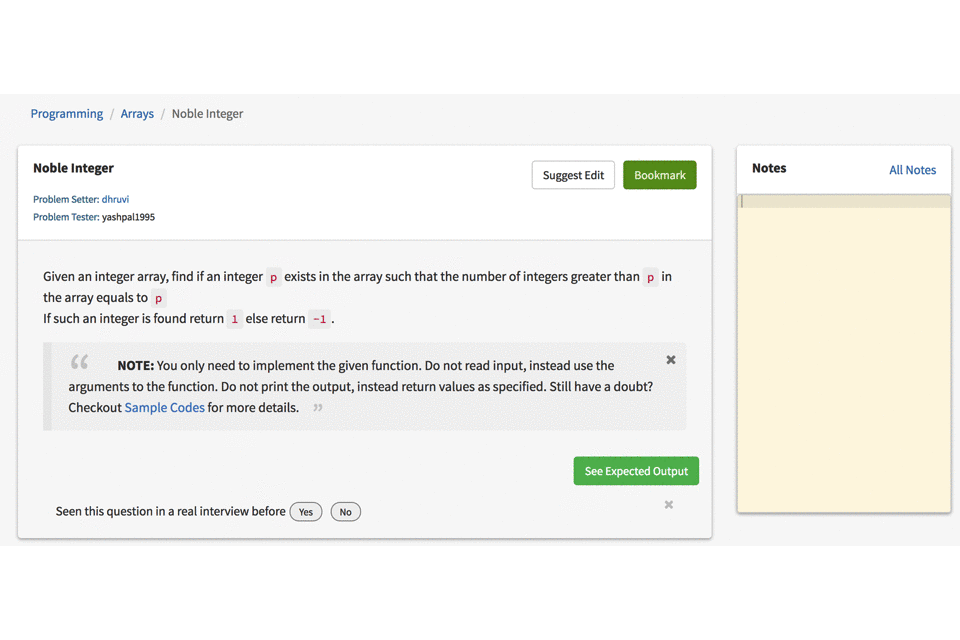 Programming / Arrays / Noble Integer
Noble Integer
Suggest Edit
Bookmark
Problem Setter: dhruvi
Problem Tester: yashpal1995
Given an integer array, find if an integer p exists in the array such that the number of integers greater than p in
the array equals to p
If such an integer is found return 1 else return -1 .
“ NOTE: You only need to implement the given function. Do not read input, instead use the
arguments to the function. Do not print the output, instead return values as specified. Still have a doubt?
Checkout Sample Codes for more details. ”
See Expected Output
Seen this question in a real interview before Yes No
Notes
All Notes